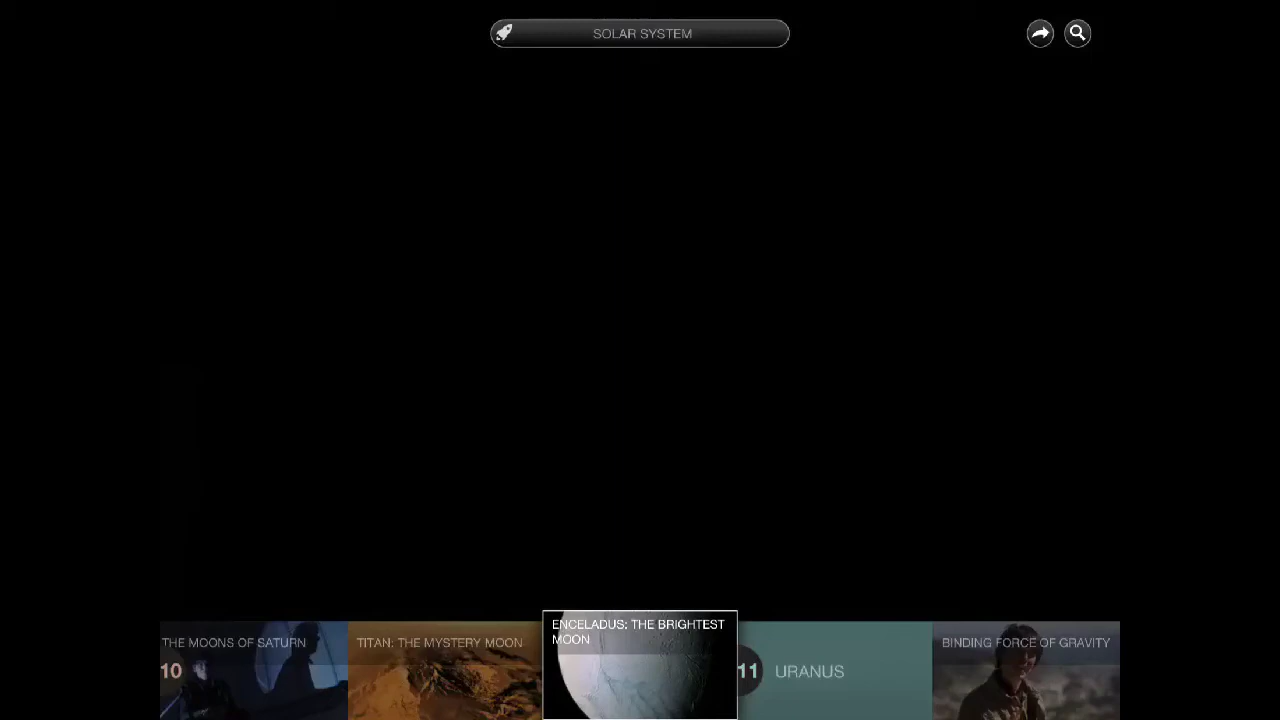 SOLAR SYSTEM
THE MOONS OF SATURN
10
TITAN: THE MYSTERY MOON
ENCELADUS: THE BRIGHTEST
MOON
11 URANUS
BINDING FORCE OF GRAVITY